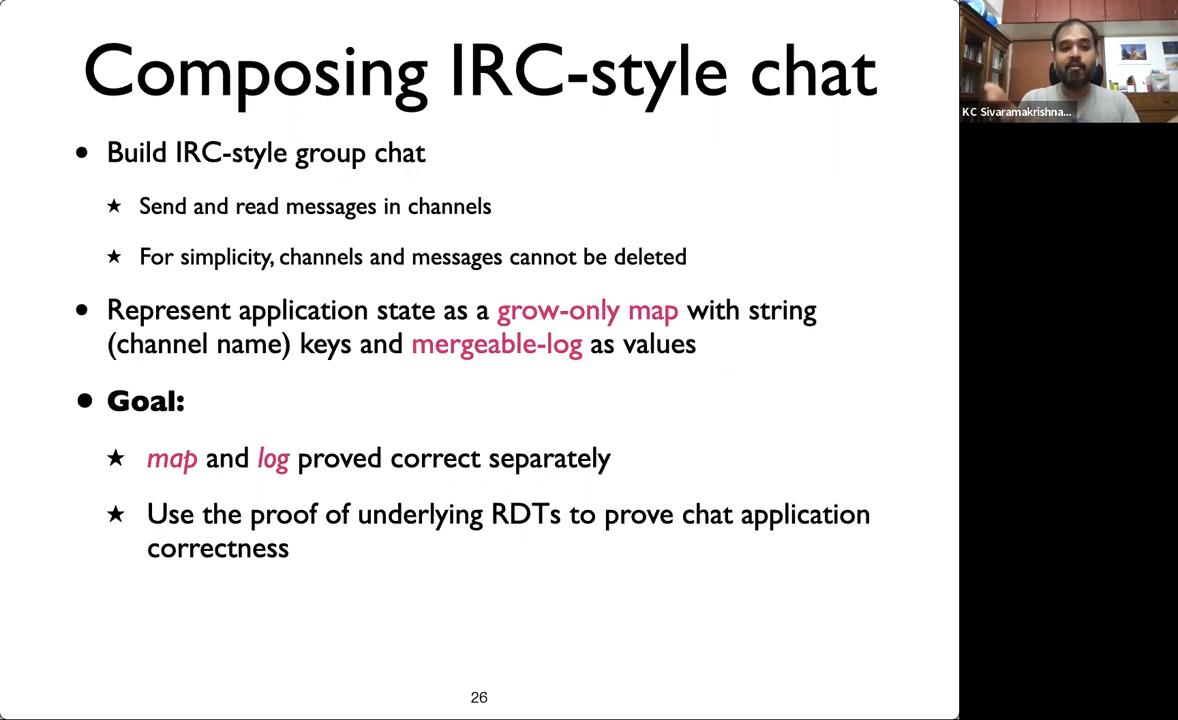 Composing IRC-style chat
• Build IRC-style group chat
★ Send and read messages in channels
★ For simplicity, channels and messages cannot be deleted
• Represent application state as a grow-only map with string
(channel name) keys and mergeable-log as values
• Goal:
★ map and log proved correct separately
★ Use the proof of underlying RDTs to prove chat application
correctness
26
KC Sivaramakrishna...